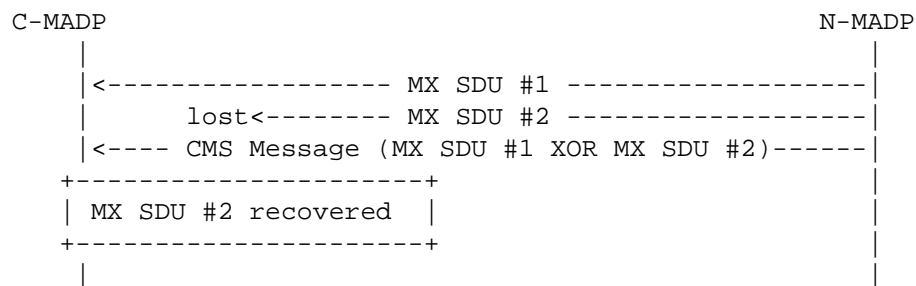 C-MADP N-MADP
|<------------------ MX SDU #1 -------------------|
| lost<-------- MX SDU #2 -------------------|
|<---- CMS Message (MX SDU #1 XOR MX SDU #2)------|
+----------------------+
| MX SDU #2 recovered |
+----------------------+